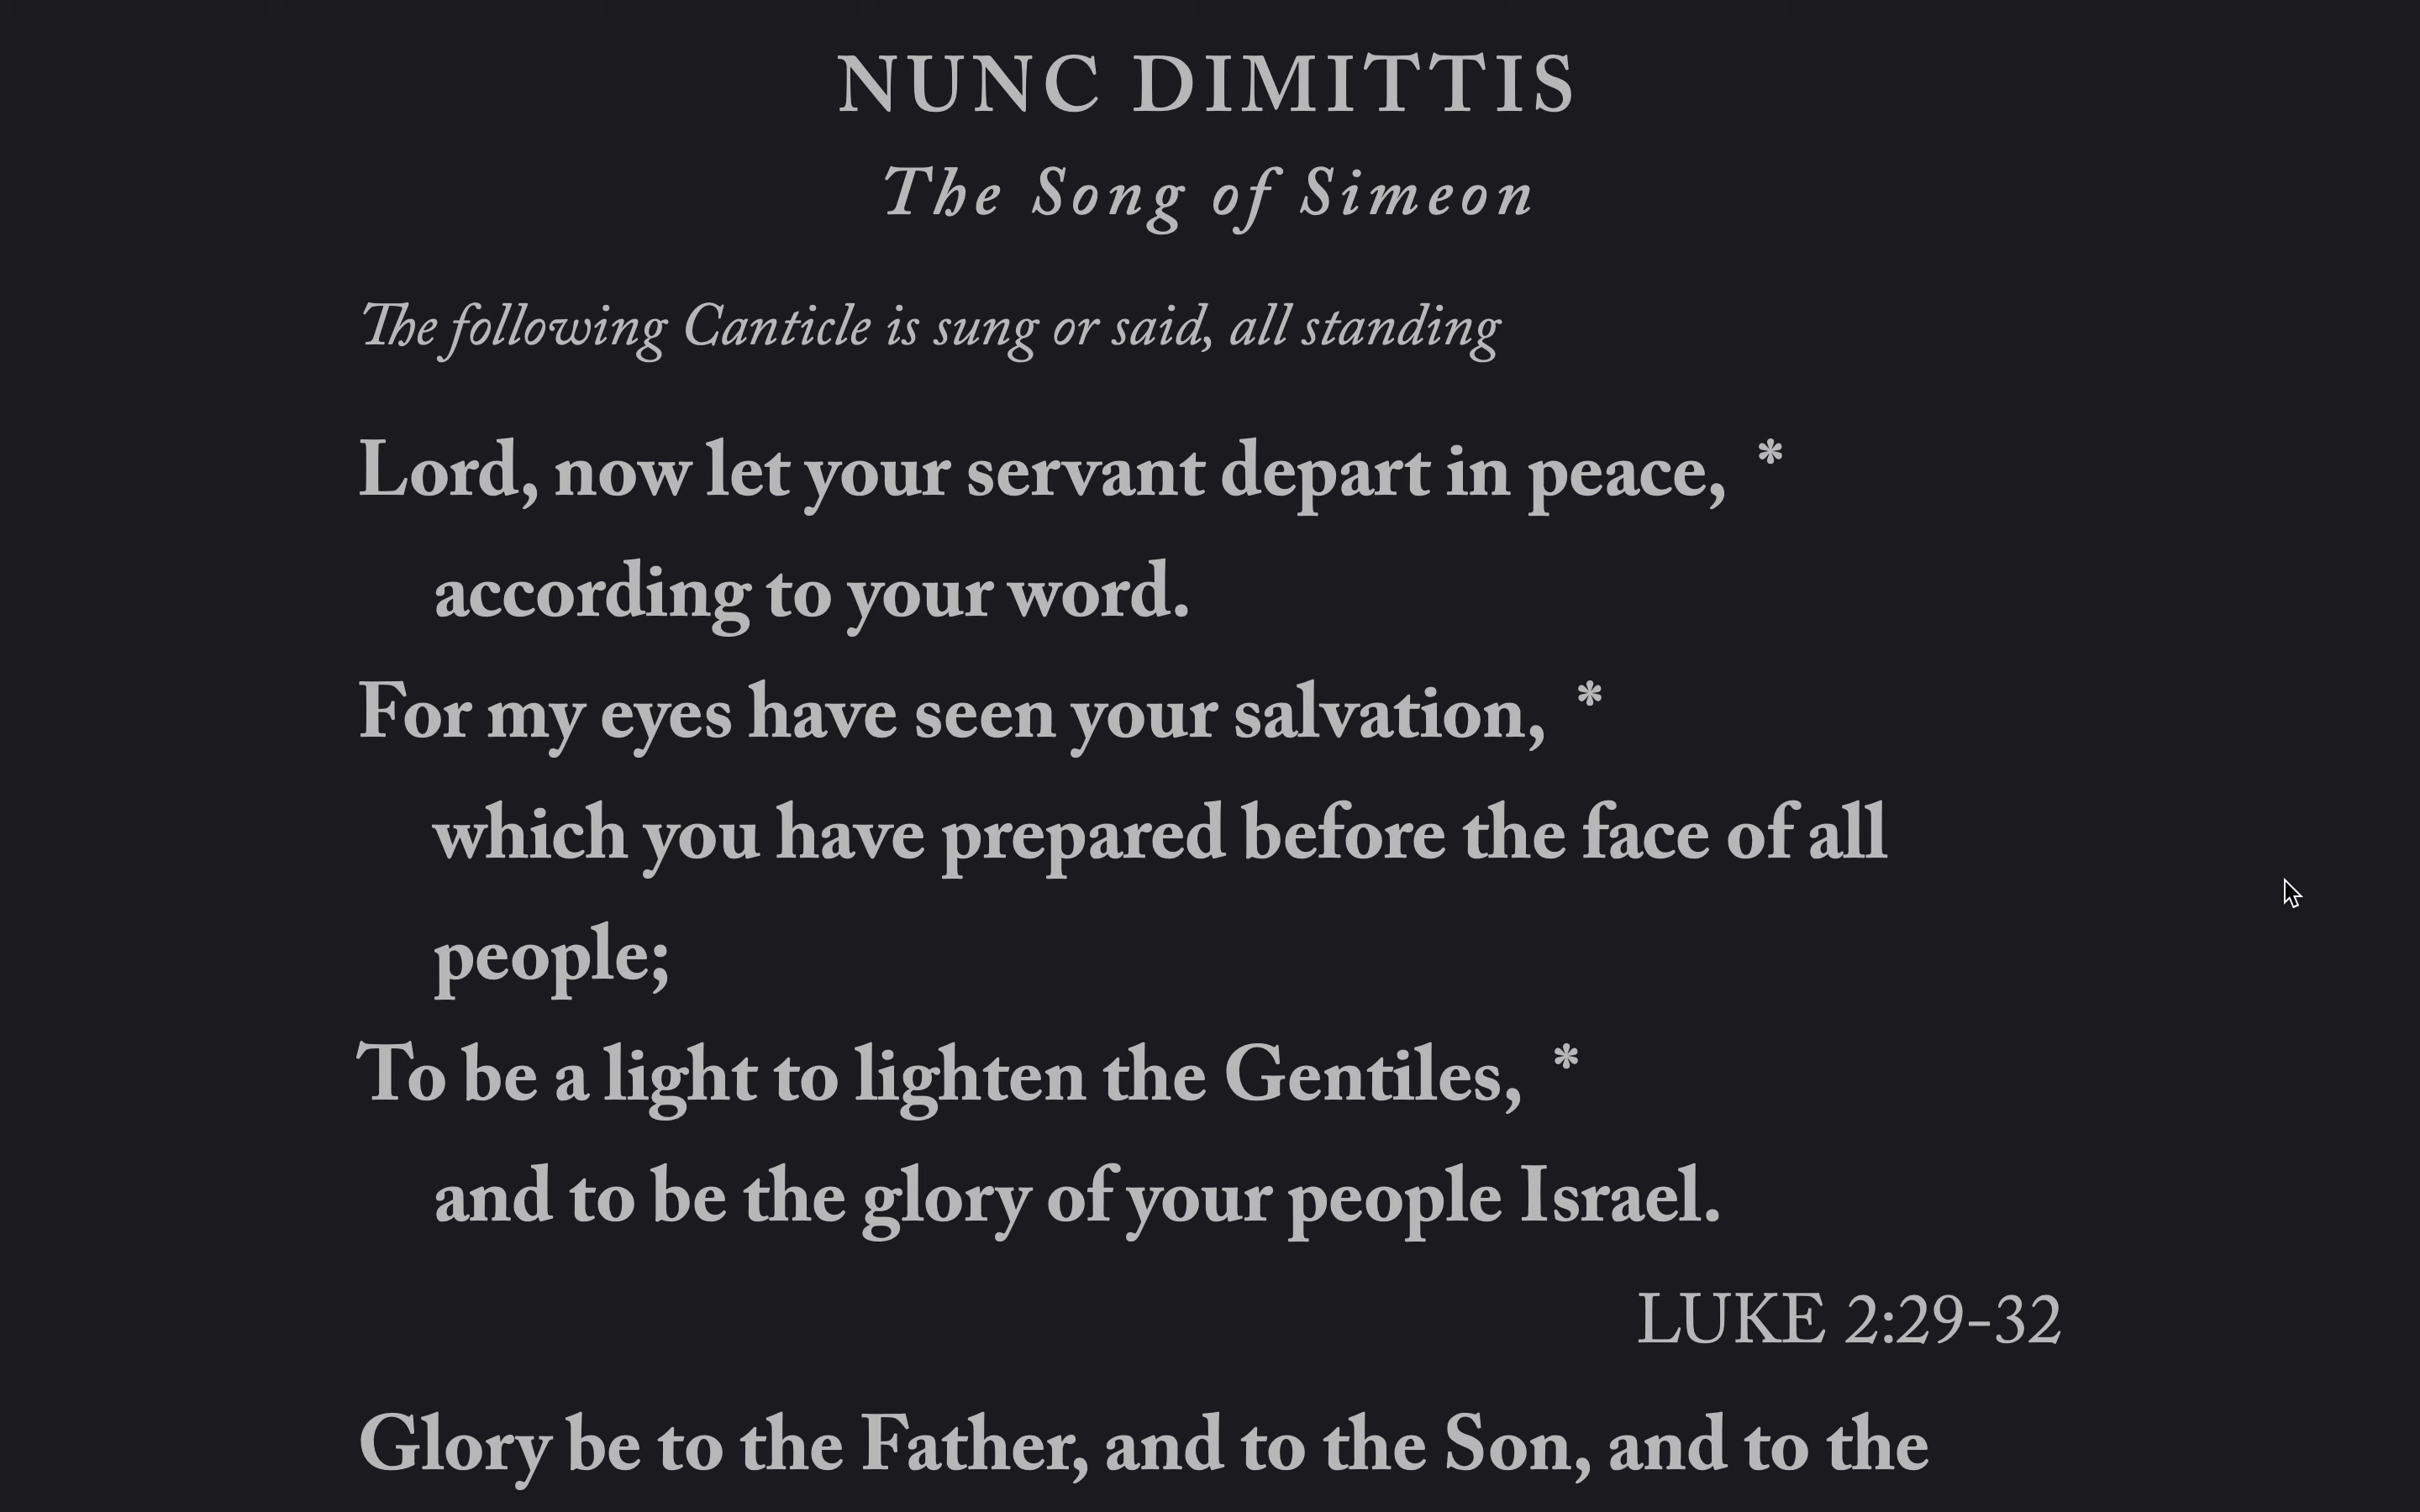 NUNC DIMITTIS
The Song of Simeon
The following Canticle is sung or said, all standing
Lord, now let your servant depart in peace, *
according to your word.
For my eyes have seen your salvation, *
which you have prepared before the face of all
people;
To be a light to lighten the Gentiles, *
and to be the glory of your people Israel.
LUKE 2:29–32
Glory be to the Father, and to the Son, and to the